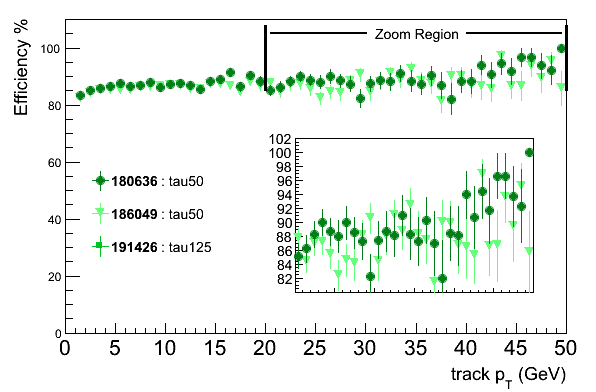 Efficiency %
100
80
60
40
20
0
Zoom Region
102
100
98
96
94
92
90
88
86
84
82
180636 : tau50
186049 : tau50
191426 : tau125
0 5 10 15 20 25 30 35 40 45 50
track pT (GeV)